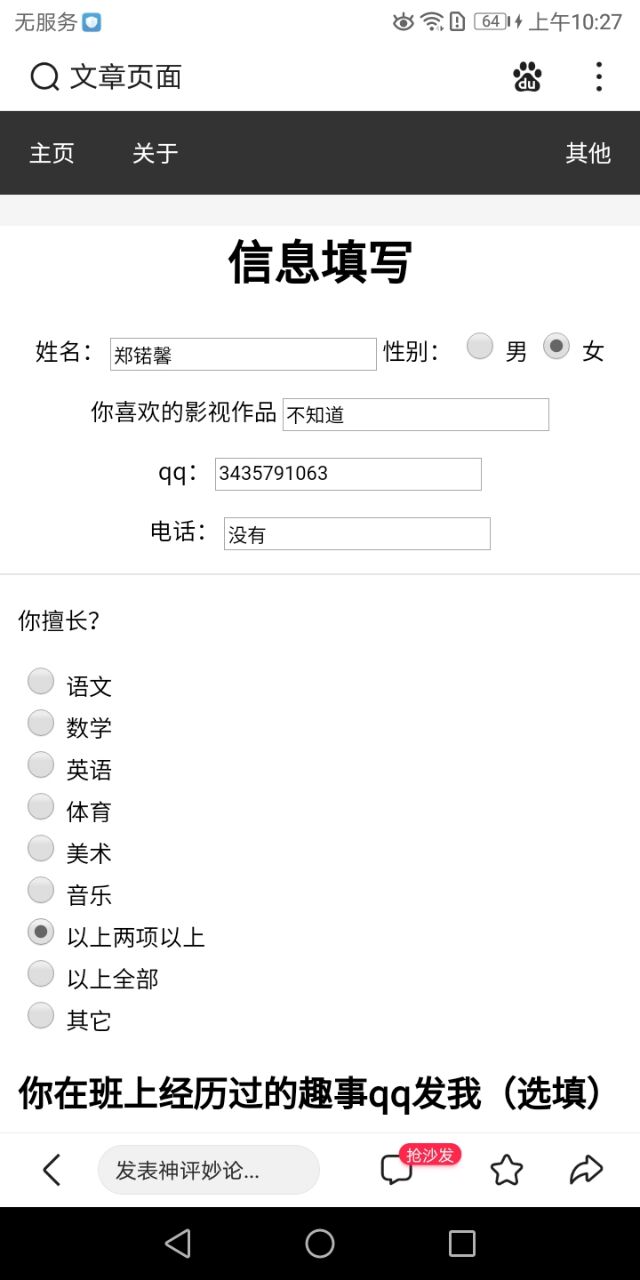 无服务 64 上午10:27
文章页面
主页 关于 其他
信息填写
姓名： 郑锘馨 性别： 男 女
你喜欢的影视作品 不知道
qq： 3435791063
电话： 没有
你擅长？
语文
数学
英语
体育
美术
音乐
以上两项以上
以上全部
其它
你在班上经历过的趣事qq发我（选填）
发表神评妙论... 抢沙发